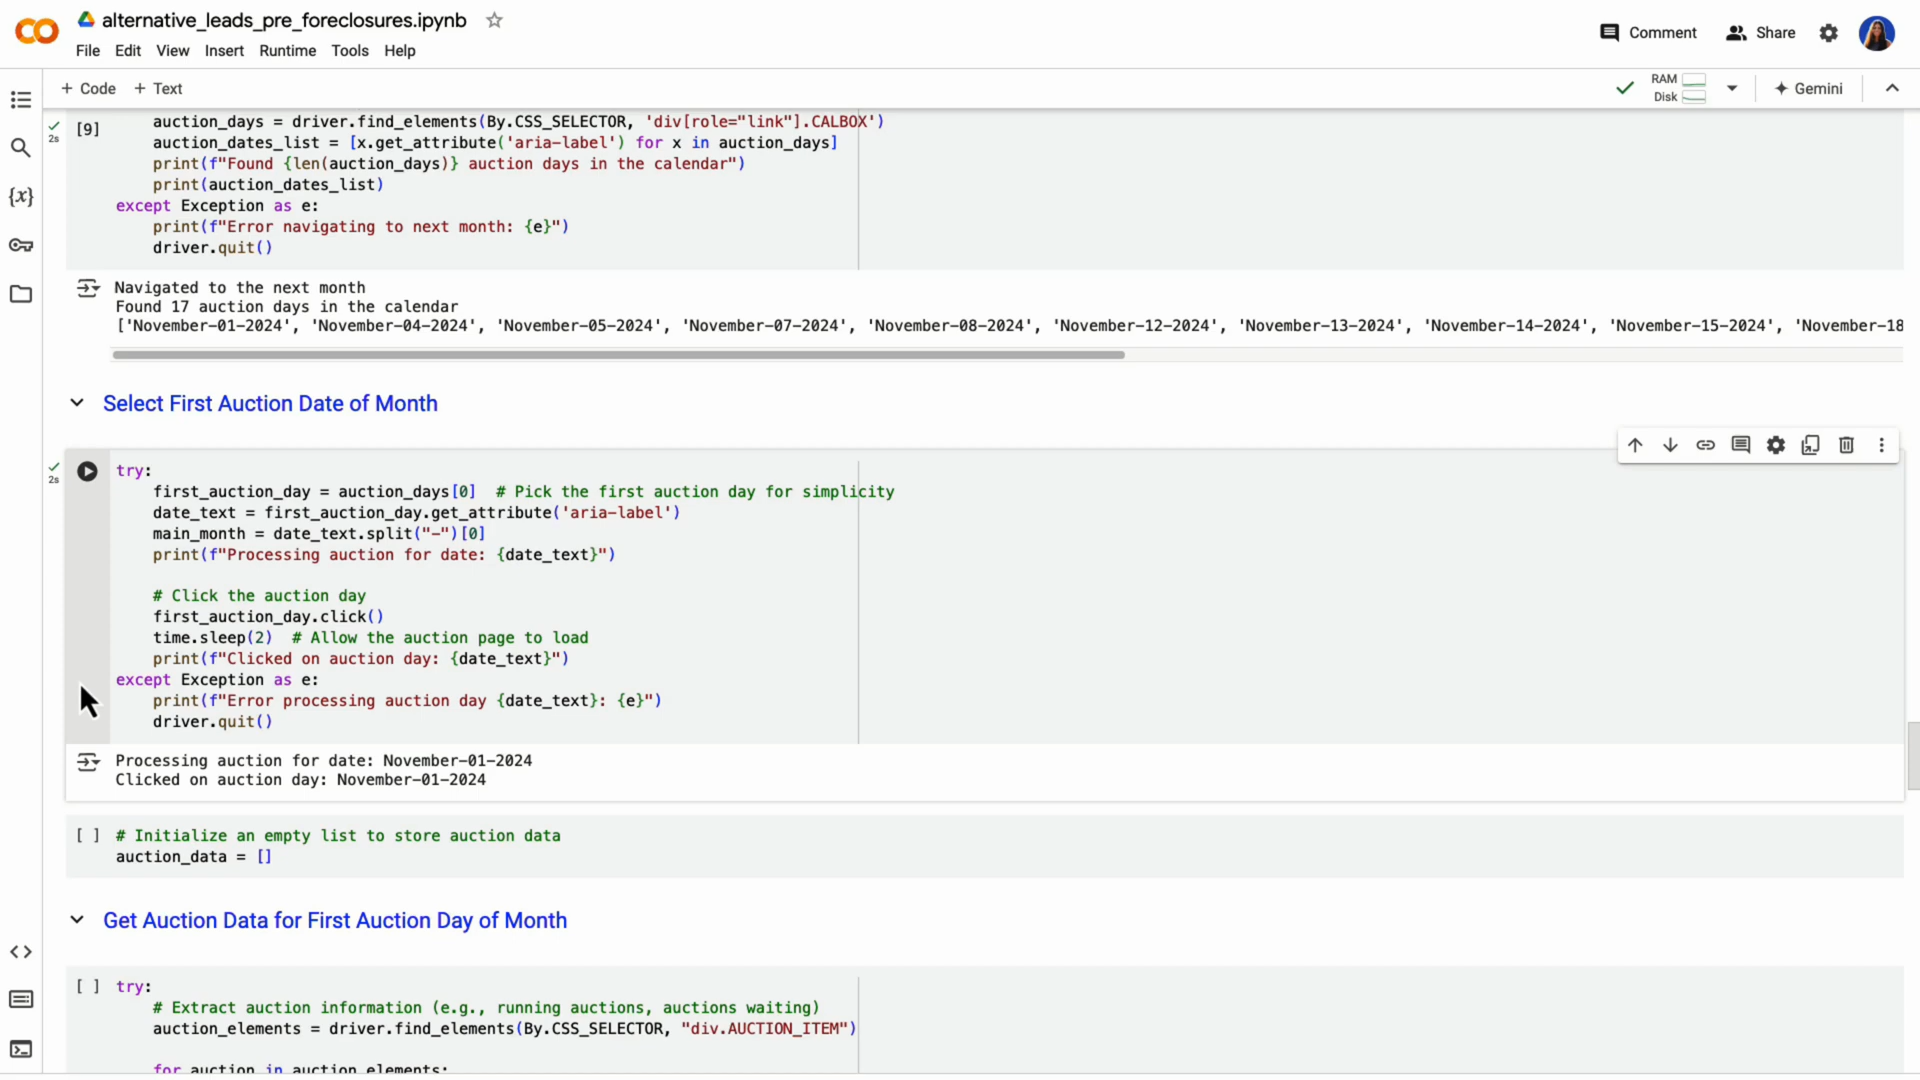 alternative_leads_pre_foreclosures.ipynb
File Edit View Insert Runtime Tools Help
Comment
Share
+ Code + Text
RAM
Disk
Gemini
2s
[9]
auction_days = driver.find_elements(By.CSS_SELECTOR, 'div[role="link"].CALBOX')
auction_dates_list = [x.get_attribute('aria-label') for x in auction_days]
print(f"Found {len(auction_days)} auction days in the calendar")
print(auction_dates_list)
except Exception as e:
print(f"Error navigating to next month: {e}")
driver.quit()
Navigated to the next month
Found 17 auction days in the calendar
['November-01-2024', 'November-04-2024', 'November-05-2024', 'November-07-2024', 'November-08-2024', 'November-12-2024', 'November-13-2024', 'November-14-2024', 'November-15-2024', 'November-18
Select First Auction Date of Month
2s
try:
first_auction_day = auction_days[0] # Pick the first auction day for simplicity
date_text = first_auction_day.get_attribute('aria-label')
main_month = date_text.split("-")[0]
print(f"Processing auction for date: {date_text}")
# Click the auction day
first_auction_day.click()
time.sleep(2) # Allow the auction page to load
print(f"Clicked on auction day: {date_text}")
except Exception as e:
print(f"Error processing auction day {date_text}: {e}")
driver.quit()
Processing auction for date: November-01-2024
Clicked on auction day: November-01-2024
[ ] # Initialize an empty list to store auction data
auction_data = []
Get Auction Data for First Auction Day of Month
[ ] try:
# Extract auction information (e.g., running auctions, auctions waiting)
auction_elements = driver.find_elements(By.CSS_SELECTOR, "div.AUCTION_ITEM")
for auction in auction_elements: